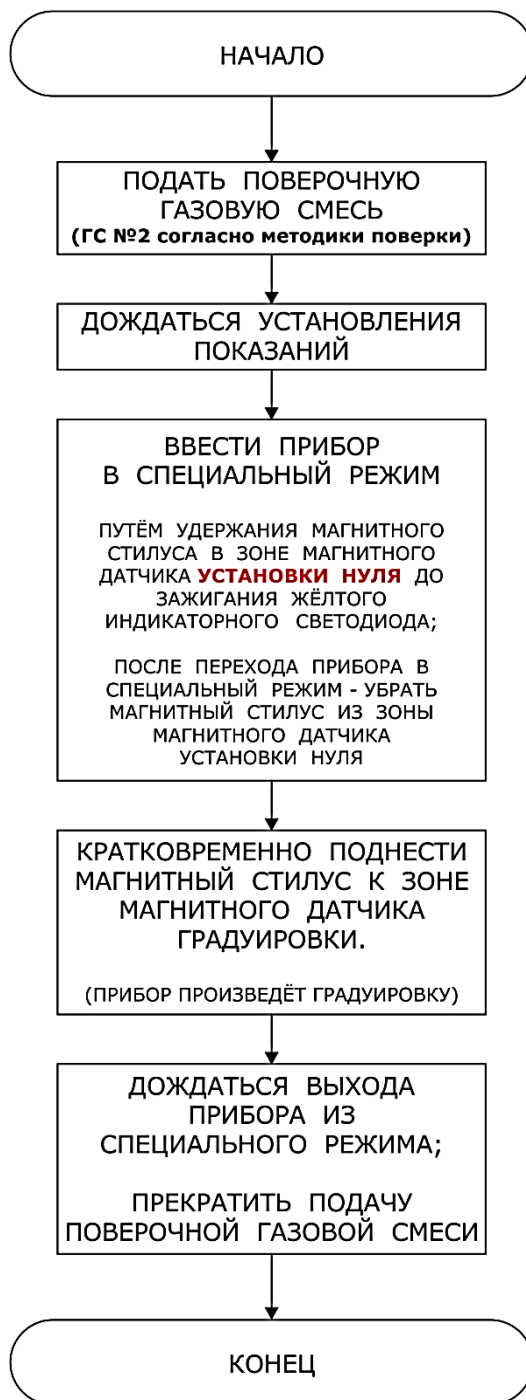 НАЧАЛО
ПОДАТЬ ПОВЕРОЧНУЮ
ГАЗОВУЮ СМЕСЬ
(ГС №2 согласно методики поверки)
ДОЖДАТЬСЯ УСТАНОВЛЕНИЯ
ПОКАЗАНИЙ
ВВЕСТИ ПРИБОР
В СПЕЦИАЛЬНЫЙ РЕЖИМ
ПУТЁМ УДЕРЖАНИЯ МАГНИТНОГО
СТИЛУСА В ЗОНЕ МАГНИТНОГО
ДАТЧИКА УСТАНОВКИ НУЛЯ ДО
ЗАЖИГАНИЯ ЖЁЛТОГО
ИНДИКАТОРНОГО СВЕТОДИОДА;
ПОСЛЕ ПЕРЕХОДА ПРИБОРА В
СПЕЦИАЛЬНЫЙ РЕЖИМ - УБРАТЬ
МАГНИТНЫЙ СТИЛУС ИЗ ЗОНЫ
МАГНИТНОГО ДАТЧИКА
УСТАНОВКИ НУЛЯ
КРАТКОВРЕМЕННО ПОДНЕСТИ
МАГНИТНЫЙ СТИЛУС К ЗОНЕ
МАГНИТНОГО ДАТЧИКА
ГРАДУИРОВКИ.
(ПРИБОР ПРОИЗВЕДЁТ ГРАДУИРОВКУ)
ДОЖДАТЬСЯ ВЫХОДА
ПРИБОРА ИЗ
СПЕЦИАЛЬНОГО РЕЖИМА;
ПРЕКРАТИТЬ ПОДАЧУ
ПОВЕРОЧНОЙ ГАЗОВОЙ СМЕСИ
КОНЕЦ